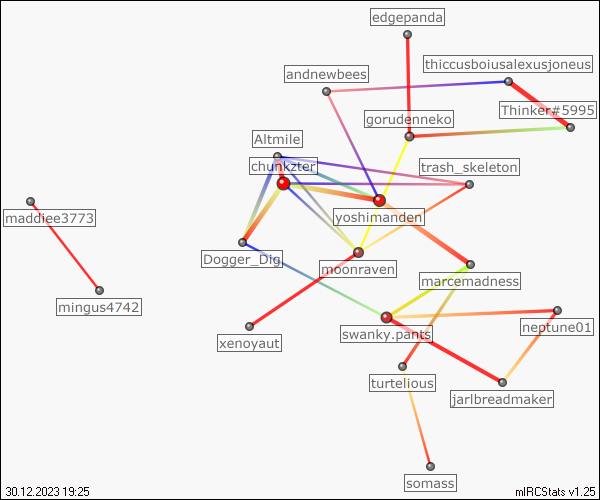 edgepanda
thiccusboiusalexusjoneus
andnewbees
Thinker#5995
gorudenneko
Altmile
chunkzter
trash_skeleton
maddiee3773
yoshimanden
Dogger_Dig
moonraven
marcemadness
mingus4742
swanky.pants
neptune01
xenoyaut
turtelious
jarlbreadmaker
somass
30.12.2023 19:25
mIRCStats v1.25